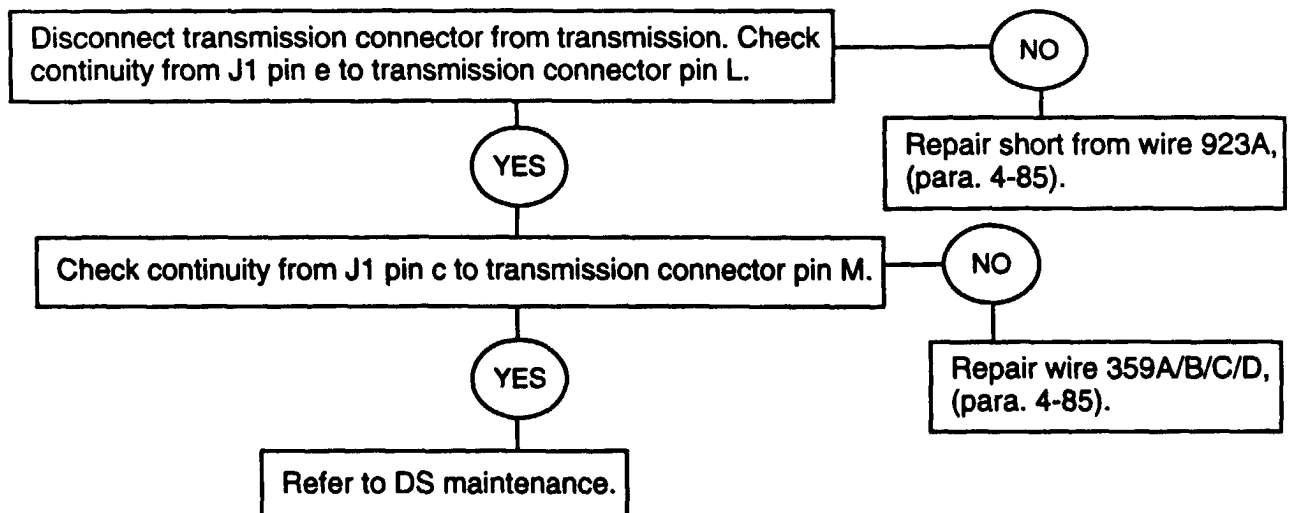 Disconnect transmission connector from transmission. Check
continuity from J1 pin e to transmission connector pin L.
NO
Repair short from wire 923A,
(para. 4-85).
YES
Check continuity from J1 pin c to transmission connector pin M.
NO
Repair wire 359A/B/C/D,
(para. 4-85).
YES
Refer to DS maintenance.